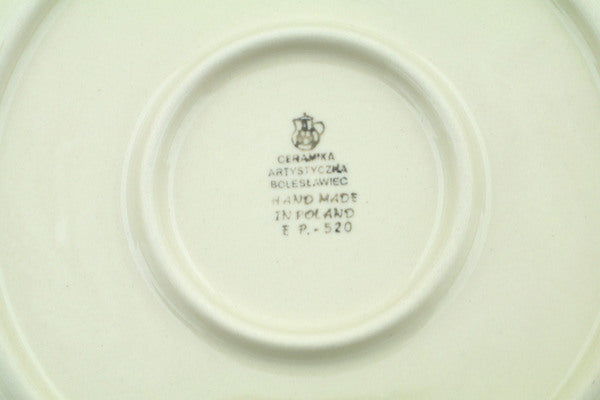 CERAMIKA
ARTYSTYCZNA
BOLESŁAWIEC
HAND MADE
IN POLAND
E P.-520